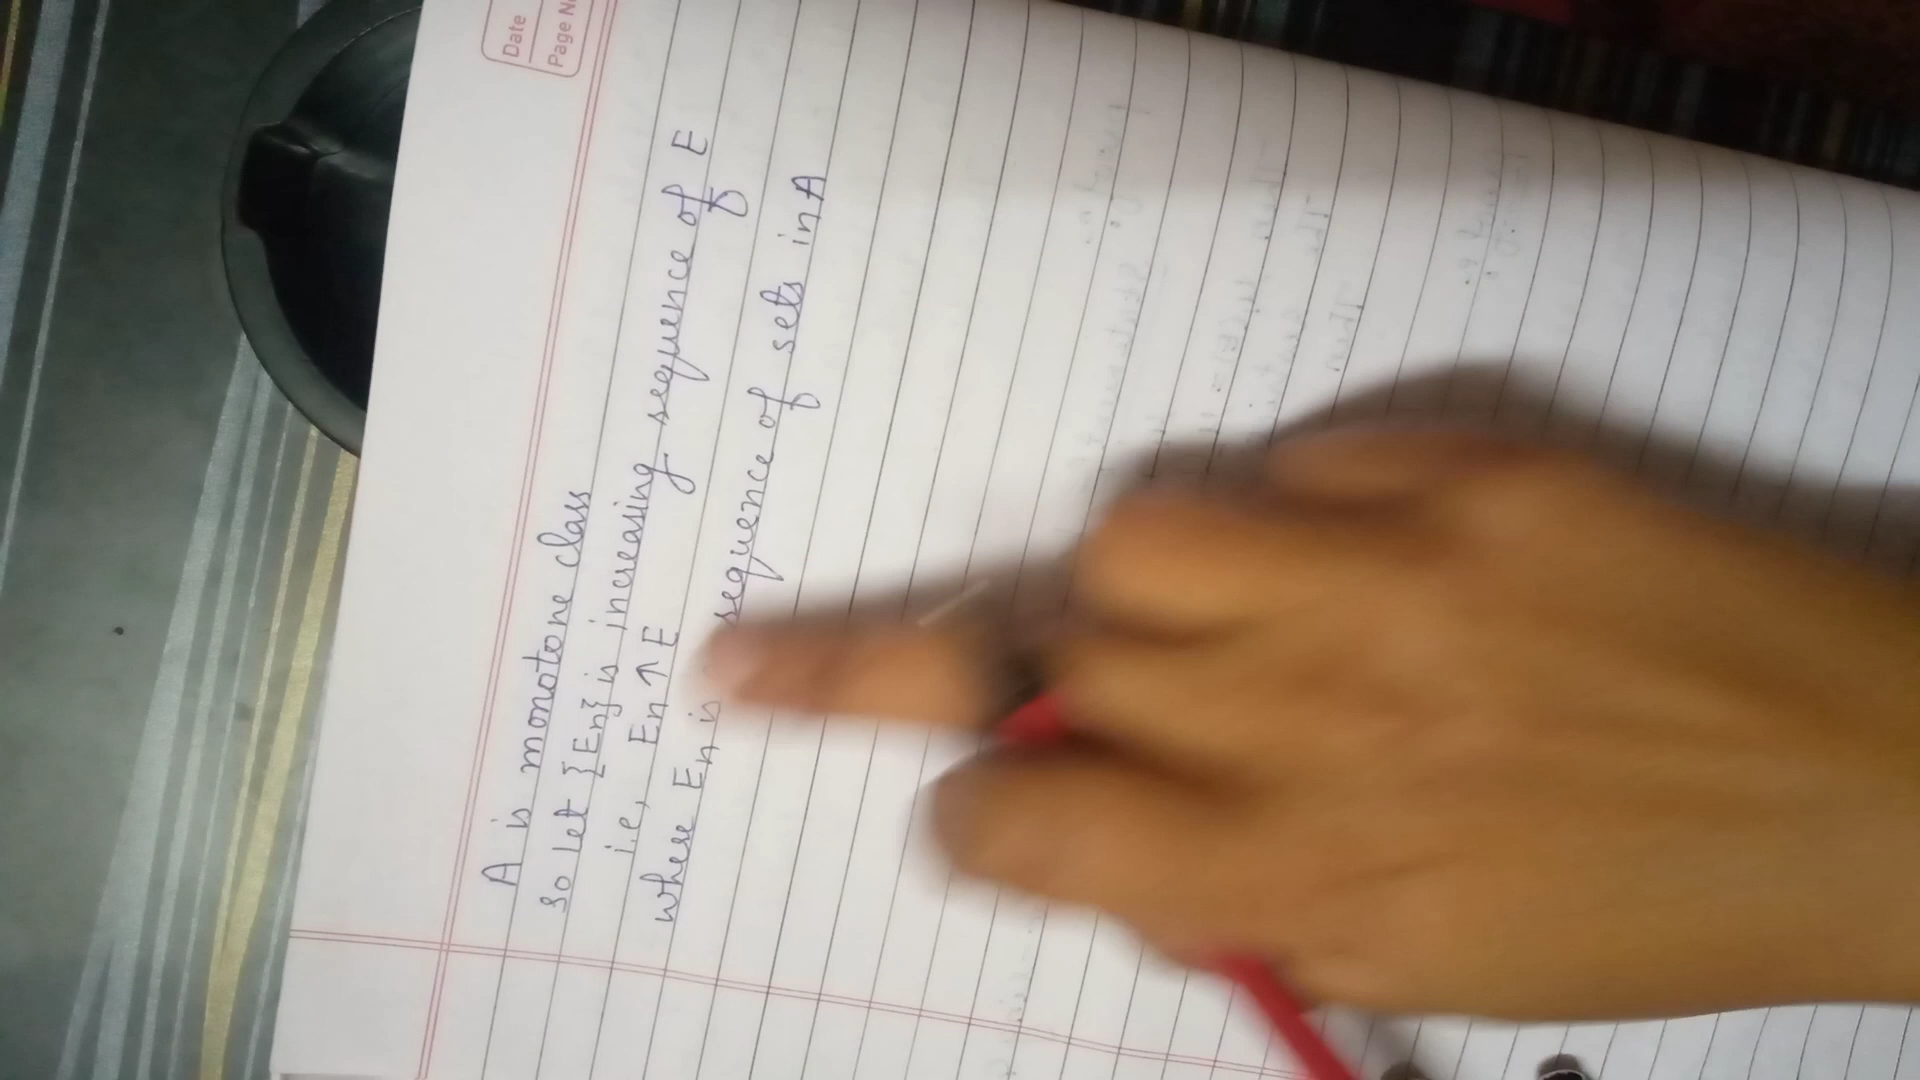 Date
Page N
A is monotone class
So let {En} is increasing sequence of E
i.e, En ↑ E
where En is sequence of sets in A